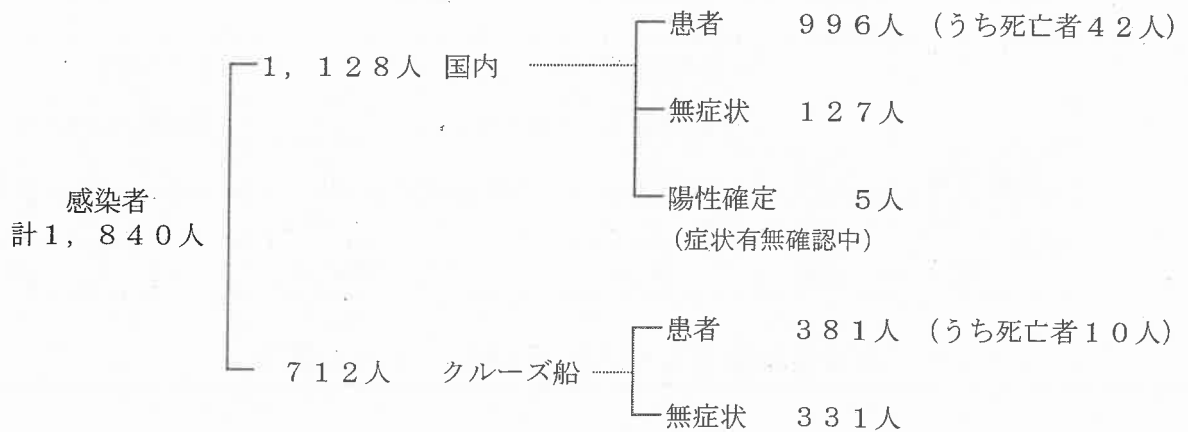 患者 996人 (うち死亡者42人)
1,128人 国内
無症状 127人
陽性確定 5人
(症状有無確認中)
感染者
計1,840人
患者 381人 (うち死亡者10人)
712人 クルーズ船
無症状 331人